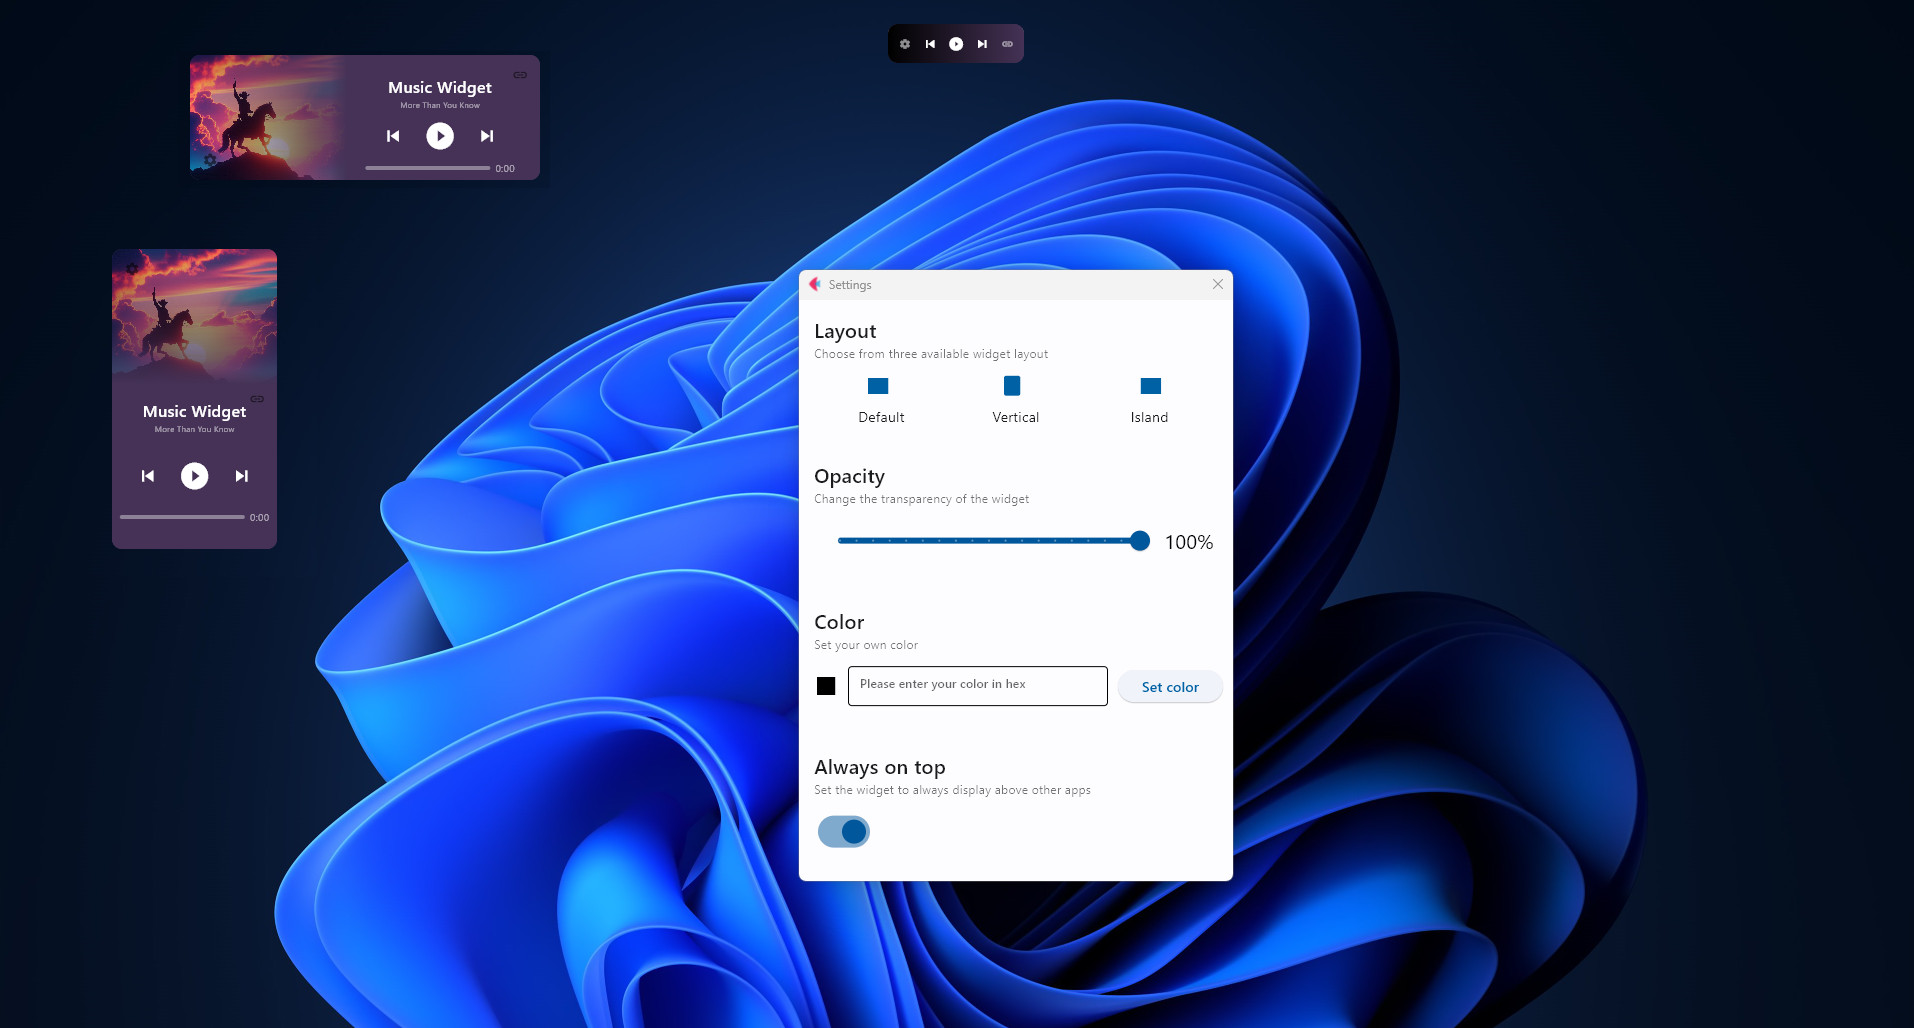 Music Widget
More Than You Know
0:00
Music Widget
More Than You Know
0:00
Settings
Layout
Choose from three available widget layout
Default Vertical Island
Opacity
Change the transparency of the widget
100%
Color
Set your own color
Please enter your color in hex
Set color
Always on top
Set the widget to always display above other apps